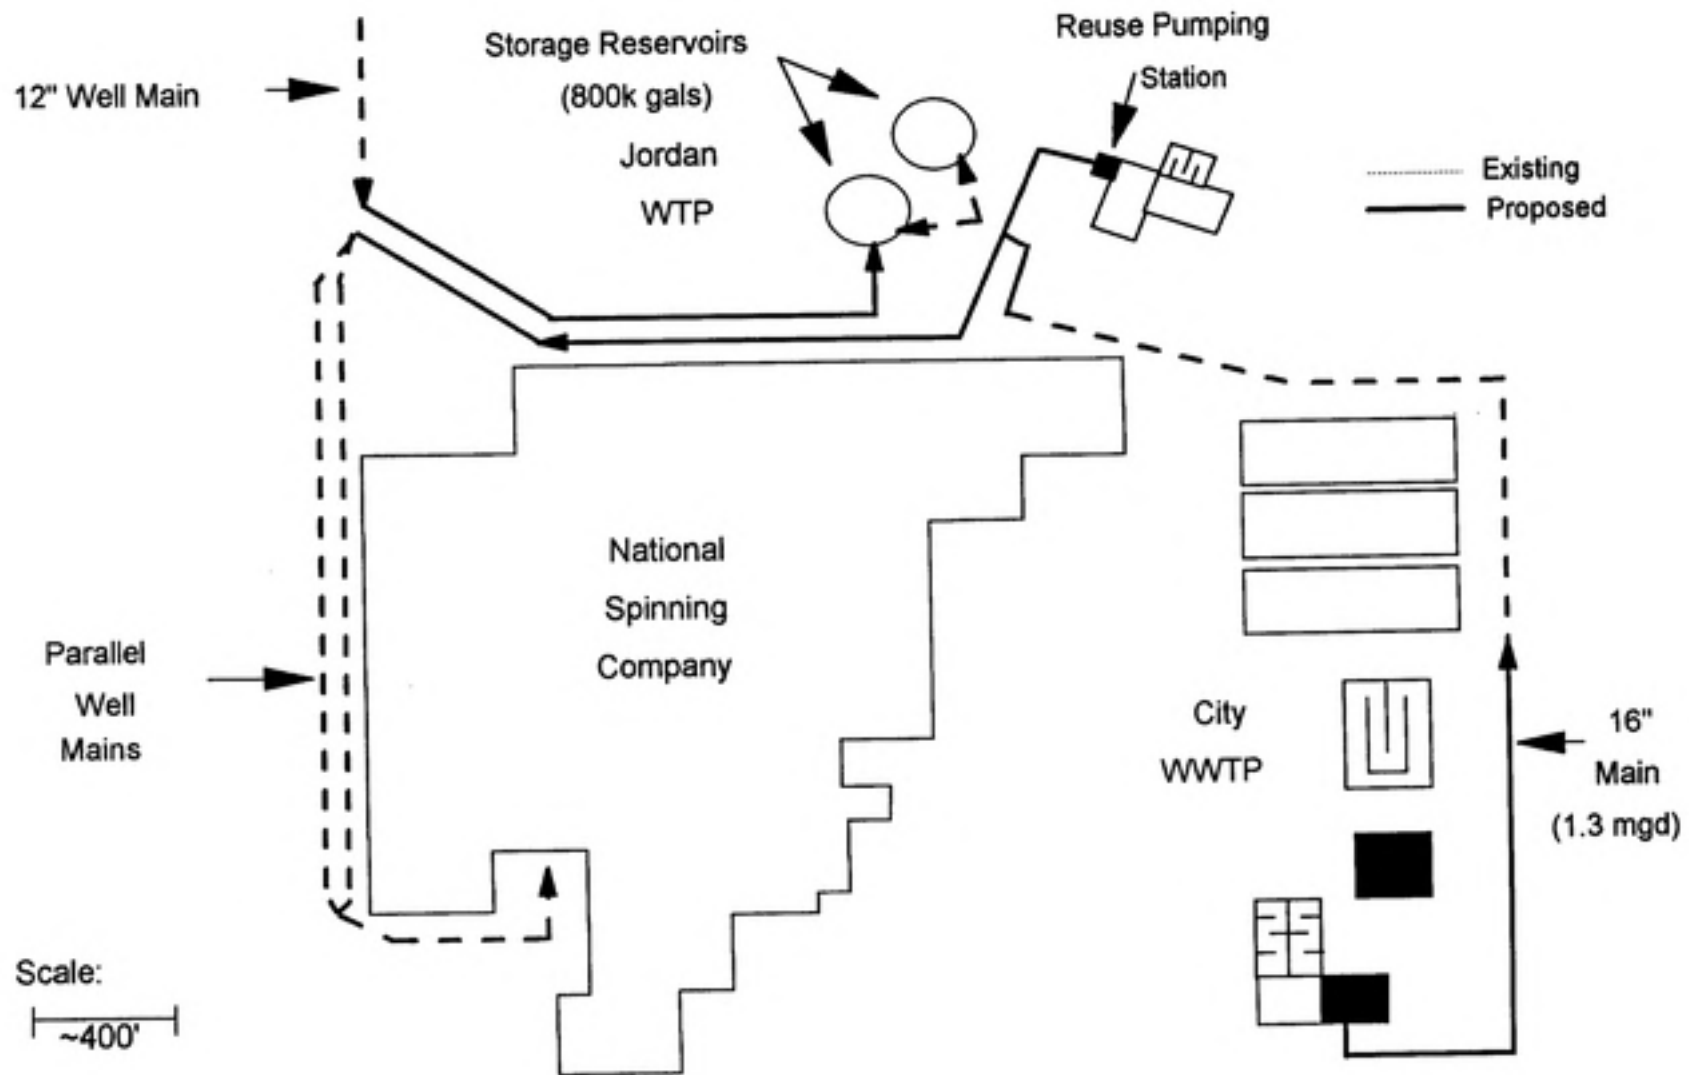 12" Well Main
Storage Reservoirs
(800k gals)
Jordan
WTP
Reuse Pumping
Station
Existing
Proposed
National
Spinning
Company
Parallel
Well
Mains
City
WWTP
16"
Main
(1.3 mgd)
Scale:
~400'